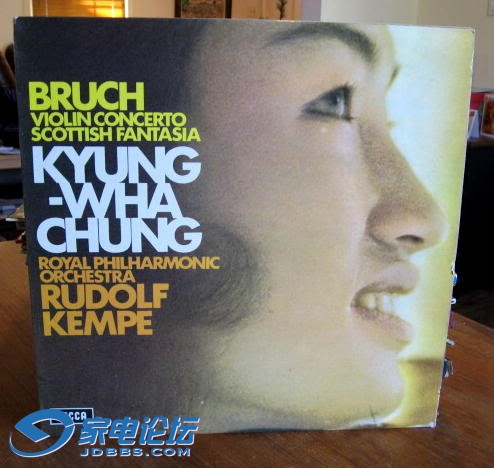 BRUCH
VIOLIN CONCERTO
SCOTTISH FANTASIA
KYUNG
-WHA
CHUNG
ROYAL PHILHARMONIC
ORCHESTRA
RUDOLF
KEMPE
DECCA
家电论坛
JDBBS.COM